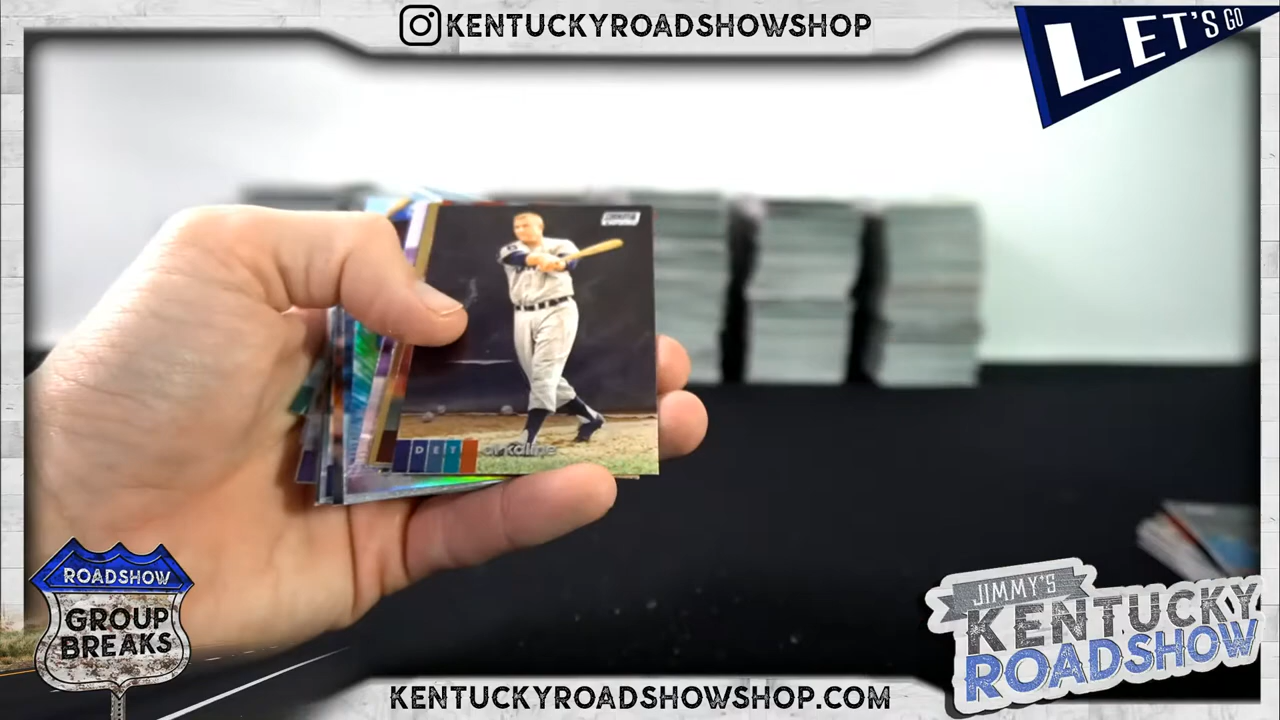 KENTUCKYROADSHOWSHOP
LET'S GO
DET
al kaline
ROADSHOW
GROUP
BREAKS
JIMMY'S
KENTUCKY
ROADSHOW
KENTUCKYROADSHOWSHOP.COM